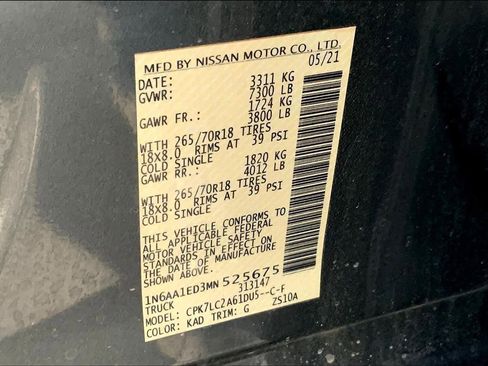 MFD BY NISSAN MOTOR CO., LTD.
DATE: 05/21
GVWR: 3311 KG
7300 LB
GAWR FR.: 1724 KG
3800 LB
WITH 265/70R18 TIRES
18X8.0 RIMS AT 39 PSI
COLD SINGLE
GAWR RR.: 1820 KG
4012 LB
WITH 265/70R18 TIRES
18X8.0 RIMS AT 39 PSI
COLD SINGLE
THIS VEHICLE CONFORMS TO
ALL APPLICABLE FEDERAL
MOTOR VEHICLE SAFETY
STANDARDS IN EFFECT ON
THE DATE OF MANUFACTURE
SHOWN ABOVE.
1N6AA1ED3MN525675
TRUCK 313147
MODEL: CPK7LC2A61DU5--C-F
COLOR: KAD TRIM: G ZS10A